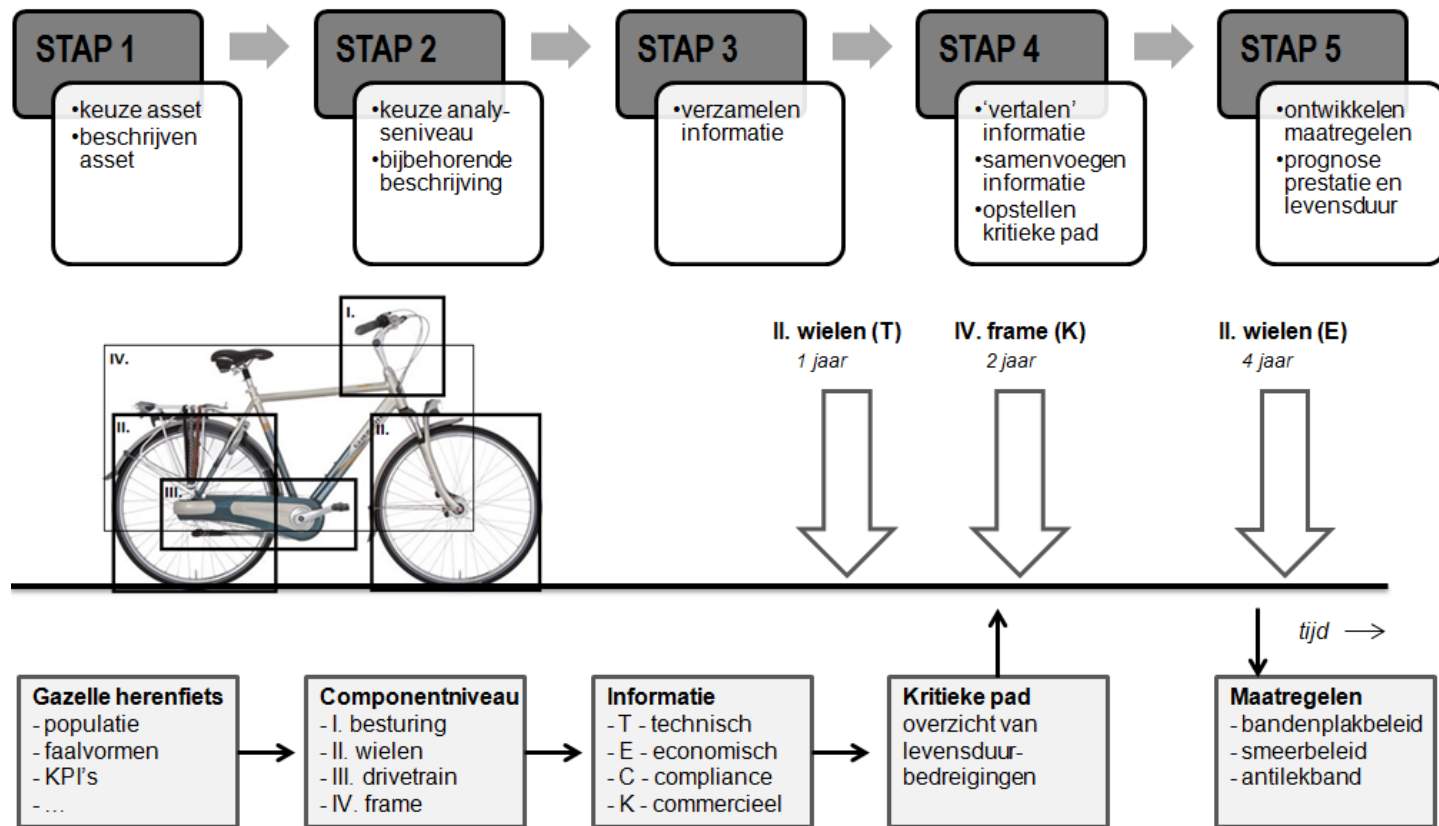 STAP 1
•keuze asset
•beschrijven
asset
STAP 2
•keuze analy-
seniveau
•bijbehorende
beschrijving
STAP 3
•verzamelen
informatie
STAP 4
•‘vertalen’
informatie
•samenvoegen
informatie
•opstellen
kritieke pad
STAP 5
•ontwikkelen
maatregelen
•prognose
prestatie en
levensduur
I.
IV.
II.
II.
III.
II. wielen (T)
1 jaar
IV. frame (K)
2 jaar
II. wielen (E)
4 jaar
tijd
Gazelle herenfiets
- populatie
- faalvormen
- KPI's
- ...
Componentniveau
- I. besturing
- II. wielen
- III. drivetrain
- IV. frame
Informatie
- T - technisch
- E - economisch
- C - compliance
- K - commercieel
Kritieke pad
overzicht van
levensduur-
bedreigingen
Maatregelen
- bandenplakbeleid
- smeerbeleid
- antilekband